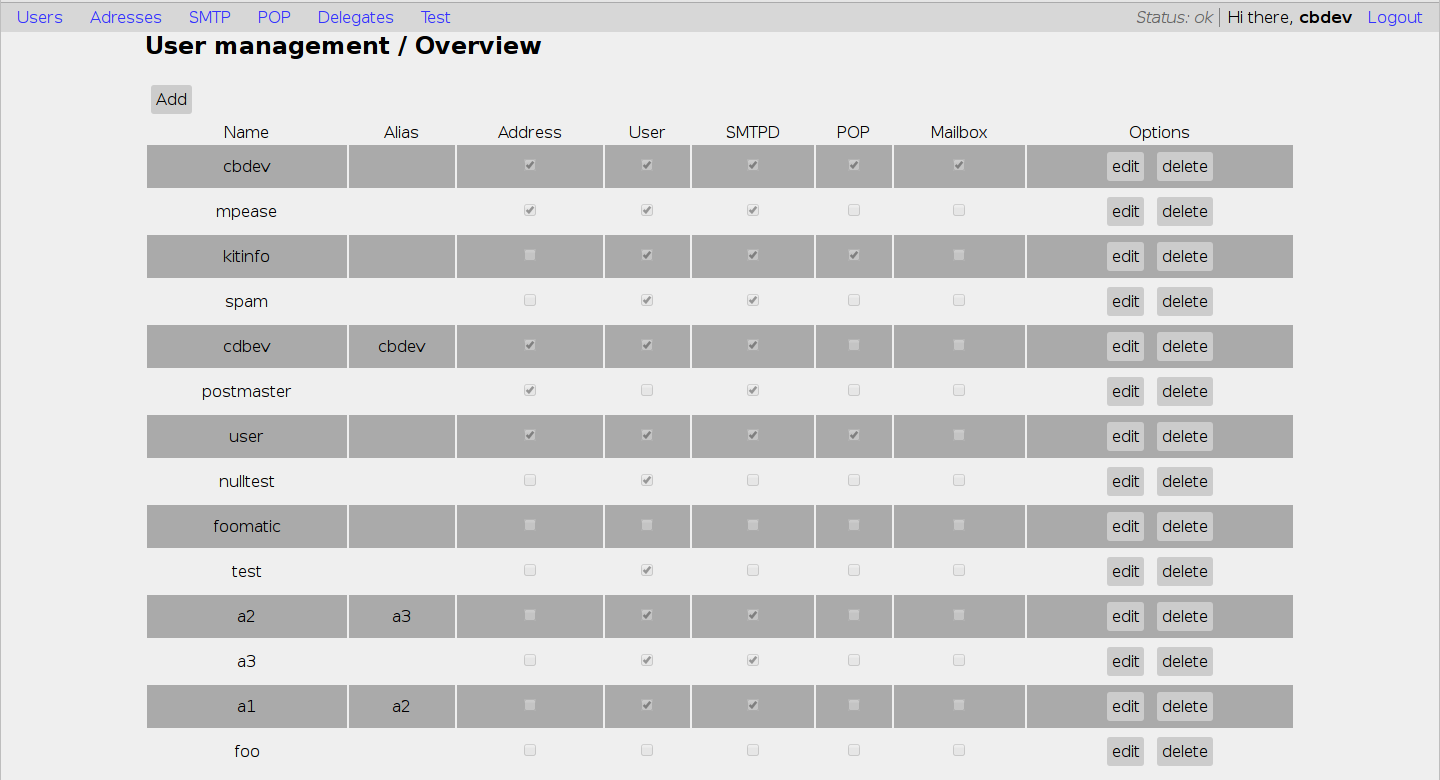 Users Adresses SMTP POP Delegates Test Status: ok Hi there, cbdev Logout
User management / Overview
Add
Name Alias Address User SMTPD POP Mailbox Options
cbdev edit delete
mpease edit delete
kitinfo edit delete
spam edit delete
cdbev cbdev edit delete
postmaster edit delete
user edit delete
nulltest edit delete
foomatic edit delete
test edit delete
a2 a3 edit delete
a3 edit delete
a1 a2 edit delete
foo edit delete